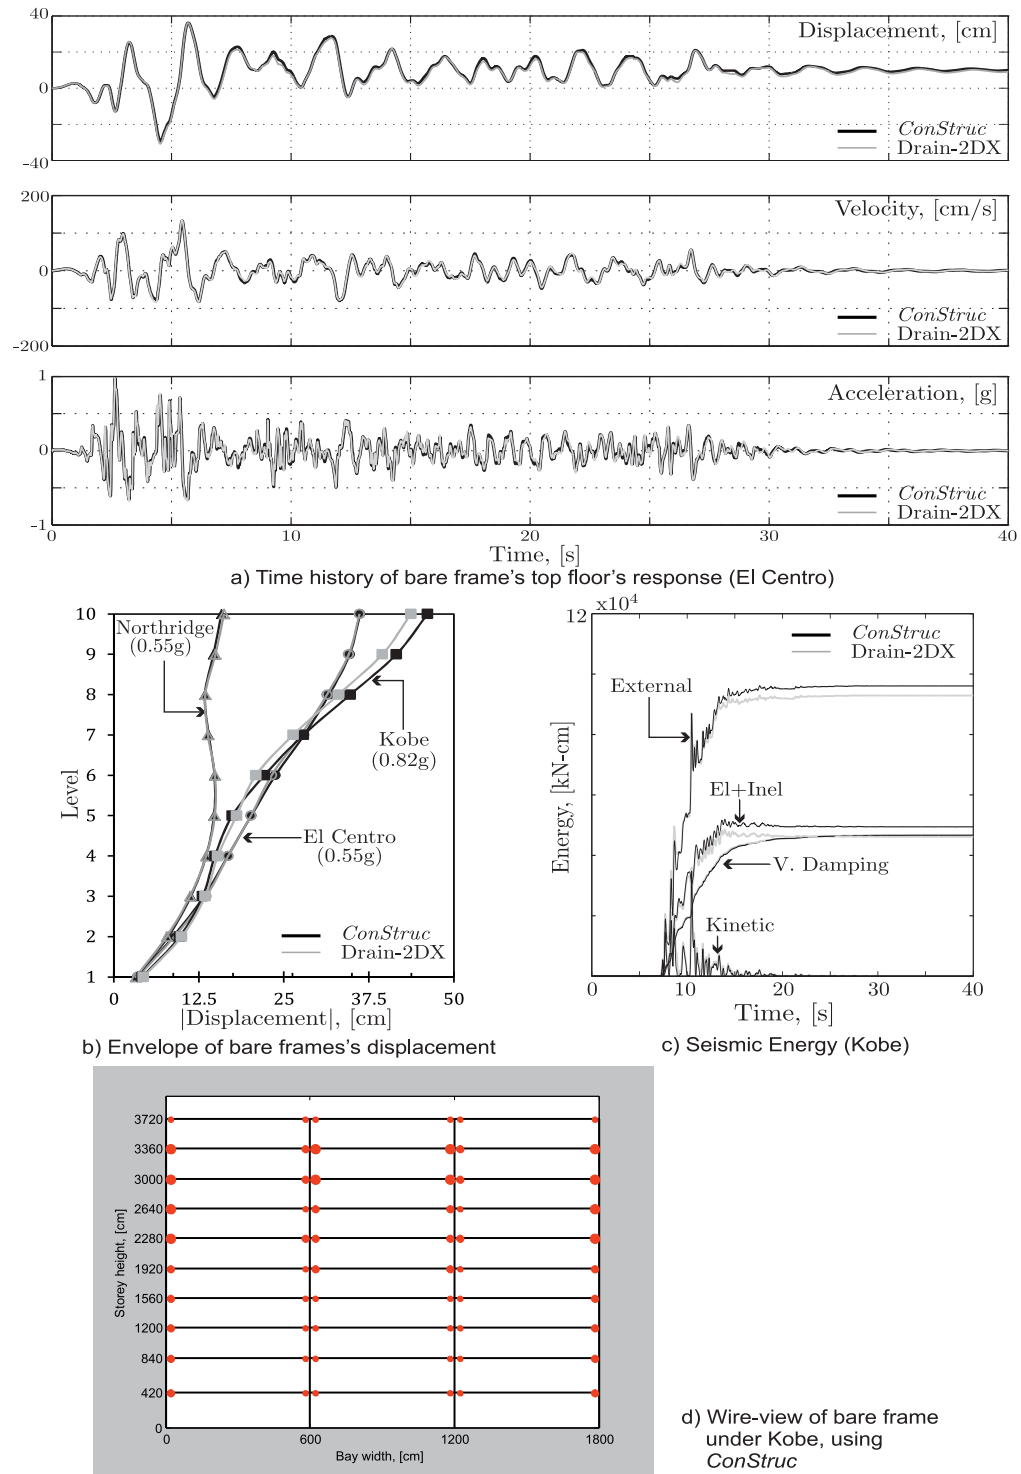 40
Displacement, [cm]
20
0
-20
ConStruc
Drain-2DX
-40
200
Velocity, [cm/s]
0
ConStruc
Drain-2DX
-200
1
Acceleration, [g]
0
ConStruc
Drain-2DX
-1
0 10 20 30 40
Time, [s]
a) Time history of bare frame's top floor's response (El Centro)
10
9
8
7
6
5
4
3
2
1
Level
Northridge
(0.55g)
Kobe
(0.82g)
El Centro
(0.55g)
ConStruc
Drain-2DX
0 12.5 25 37.5 50
|Displacement|, [cm]
b) Envelope of bare frames's displacement
12 x10⁴
ConStruc
Drain-2DX
External
El+Inel
V. Damping
Kinetic
Energy, [kN-cm]
0 10 20 30 40
Time, [s]
c) Seismic Energy (Kobe)
3720
3360
3000
2640
2280
1920
1560
1200
840
420
0
Storey height, [cm]
0 600 1200 1800
Bay width, [cm]
d) Wire-view of bare frame
under Kobe, using
ConStruc